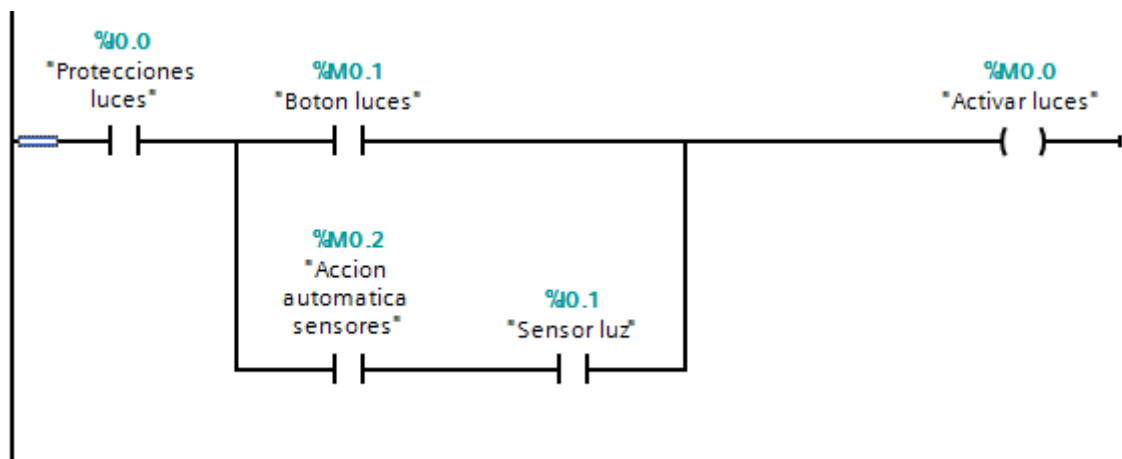 %I0.0
"Protecciones
luces"
%M0.1
"Boton luces"
%M0.0
"Activar luces"
%M0.2
"Accion
automatica
sensores"
%I0.1
"Sensor luz"